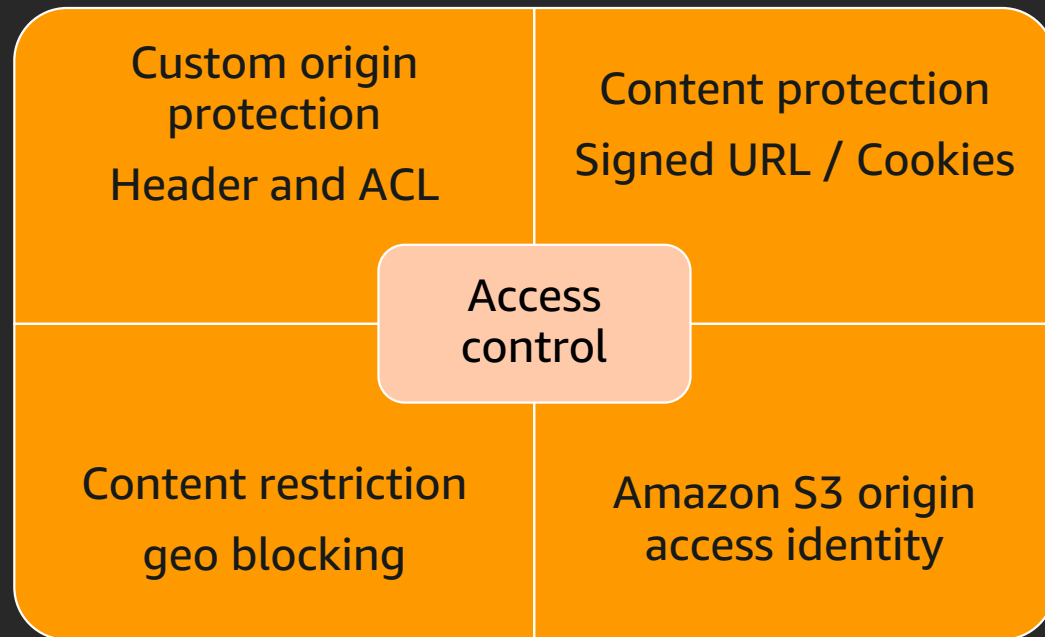 Custom origin
protection
Header and ACL
Content protection
Signed URL / Cookies
Access
control
Content restriction
geo blocking
Amazon S3 origin
access identity